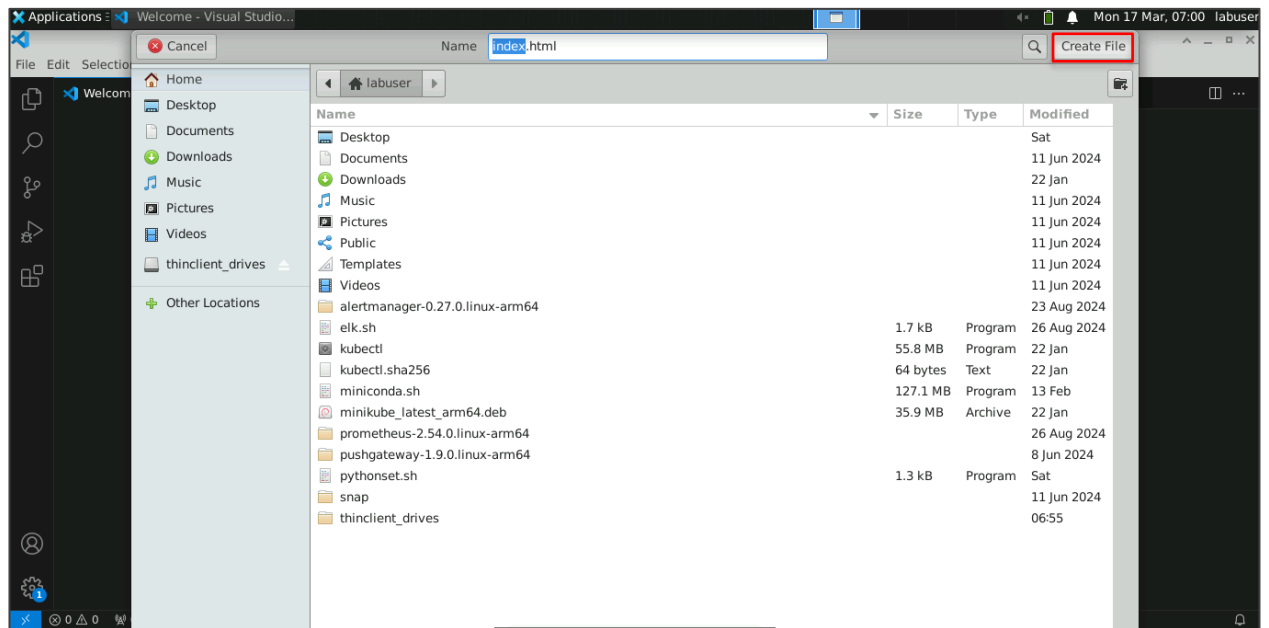 Applications Welcome - Visual Studio... Mon 17 Mar, 07:00 labuser
Cancel Name index.html Create File
File Edit Selection
Welcom
Home
Desktop
Documents
Downloads
Music
Pictures
Videos
thinclient_drives
Other Locations
labuser
Name Size Type Modified
Desktop Sat
Documents 11 Jun 2024
Downloads 22 Jan
Music 11 Jun 2024
Pictures 11 Jun 2024
Public 11 Jun 2024
Templates 11 Jun 2024
Videos 11 Jun 2024
alertmanager-0.27.0.linux-arm64 23 Aug 2024
elk.sh 1.7 kB Program 26 Aug 2024
kubectl 55.8 MB Program 22 Jan
kubectl.sha256 64 bytes Text 22 Jan
miniconda.sh 127.1 MB Program 13 Feb
minikube_latest_arm64.deb 35.9 MB Archive 22 Jan
prometheus-2.54.0.linux-arm64 26 Aug 2024
pushgateway-1.9.0.linux-arm64 8 Jun 2024
pythonset.sh 1.3 kB Program Sat
snap 11 Jun 2024
thinclient_drives 06:55
1
0 0